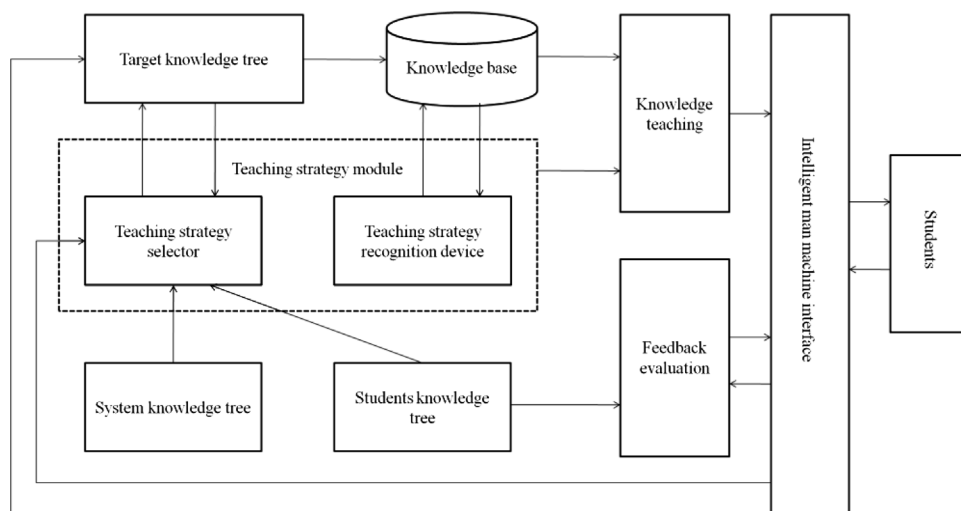 Target knowledge tree
Knowledge base
Knowledge
teaching
Teaching strategy module
Teaching strategy
selector
Teaching strategy
recognition device
Intelligent man machine interface
Students
System knowledge tree
Students knowledge
tree
Feedback
evaluation